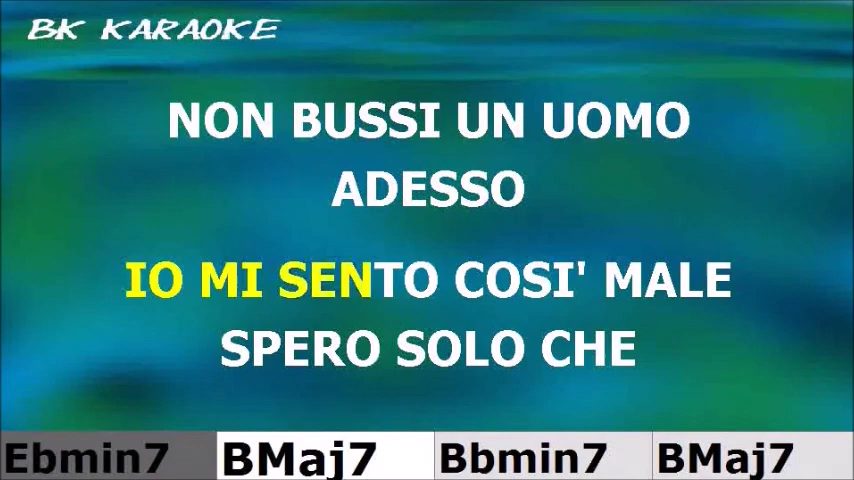 BK KARAOKE
NON BUSSI UN UOMO
ADESSO
IO MI SENTO COSI' MALE
SPERO SOLO CHE
Ebmin7 BMaj7 Bbmin7 BMaj7